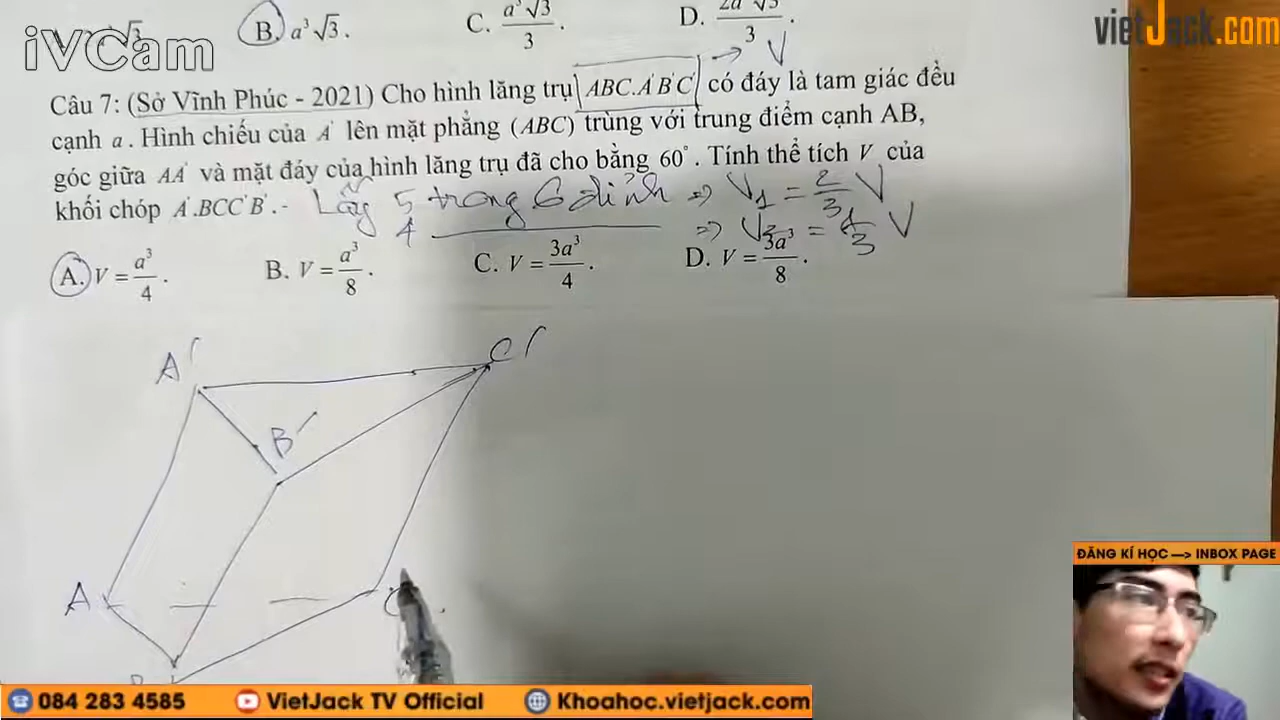 iVCam
vietJack.com
B. a³√3.
C. a³√3/3.
D. 2a³√3/3.
→ V
Câu 7: (Sở Vĩnh Phúc - 2021) Cho hình lăng trụ ABC.A'B'C' có đáy là tam giác đều
cạnh a. Hình chiếu của A' lên mặt phẳng (ABC) trùng với trung điểm cạnh AB,
góc giữa AA' và mặt đáy của hình lăng trụ đã cho bằng 60°. Tính thể tích V của
khối chóp A'.BCC'B'.
Lấy 5 trong 6 đỉnh => V₁ = 2/3 V
4 => V₂ = 1/3 V
A. V = a³/4.
B. V = a³/8.
C. V = 3a³/4.
D. V = 3a³/8.
A'
C'
B'
A
C
B
ĐĂNG KÍ HỌC —> INBOX PAGE
084 283 4585
VietJack TV Official
Khoahoc.vietjack.com